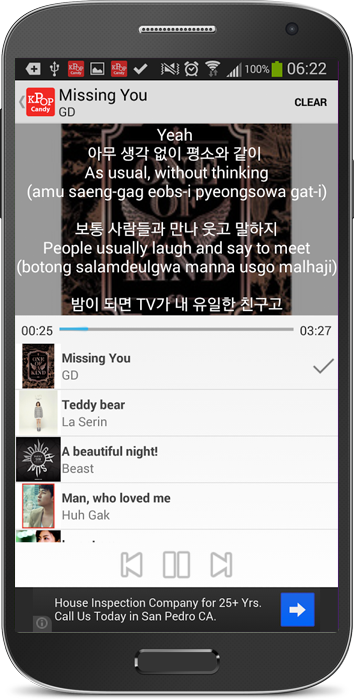 100% 06:22
KPOP
Candy
Missing You
GD
CLEAR
Yeah
아무 생각 없이 평소와 같이
As usual, without thinking
(amu saeng-gag eobs-i pyeongsowa gat-i)
보통 사람들과 만나 웃고 말하지
People usually laugh and say to meet
(botong salamdeulgwa manna usgo malhaji)
밤이 되면 TV가 내 유일한 친구고
00:25 03:27
Missing You
GD
Teddy bear
La Serin
A beautiful night!
Beast
Man, who loved me
Huh Gak
House Inspection Company for 25+ Yrs.
Call Us Today in San Pedro CA.